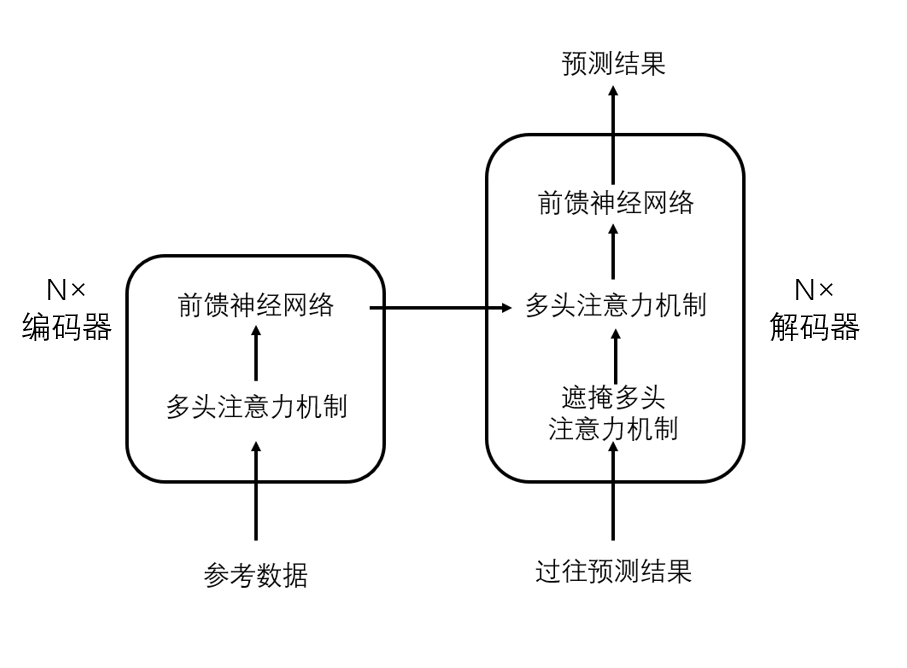 预测结果
前馈神经网络
N×
编码器
前馈神经网络
多头注意力机制
N×
解码器
多头注意力机制
遮掩多头
注意力机制
参考数据
过往预测结果